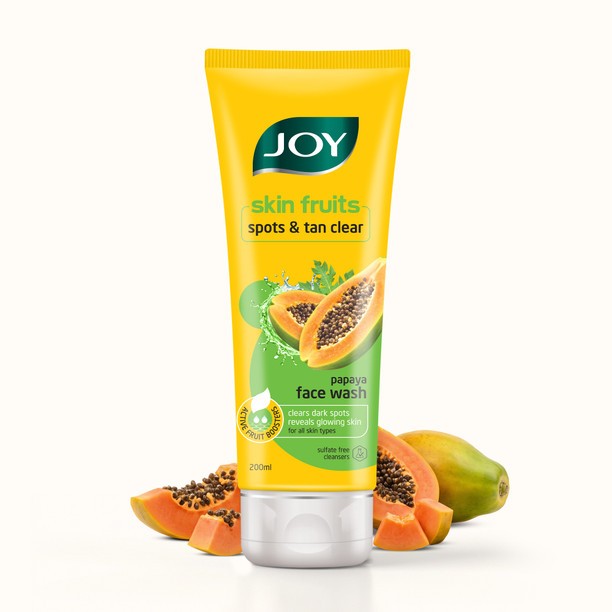 JOY
skin fruits
spots & tan clear
papaya
face wash
ACTIVE FRUIT BOOSTERS
clears dark spots
reveals glowing skin
for all skin types
sulfate free
cleansers
200ml